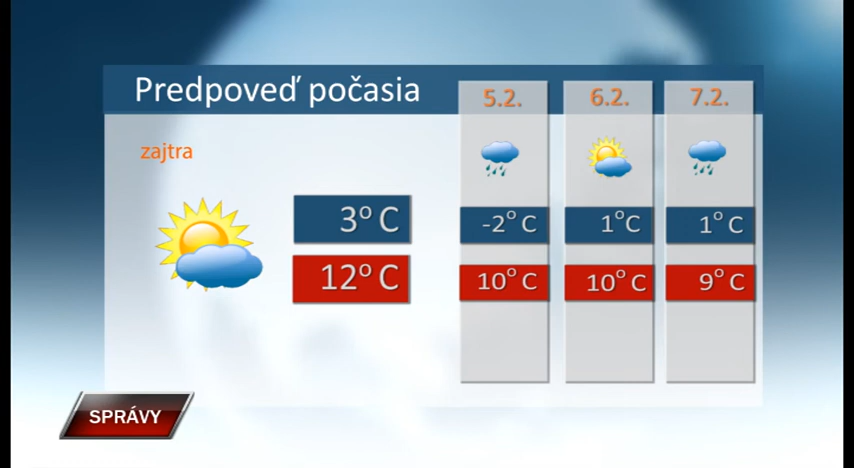 Predpoveď počasia
zajtra
3° C
12° C
5.2.
-2° C
10° C
6.2.
1°C
10° C
7.2.
1° C
9° C
SPRÁVY